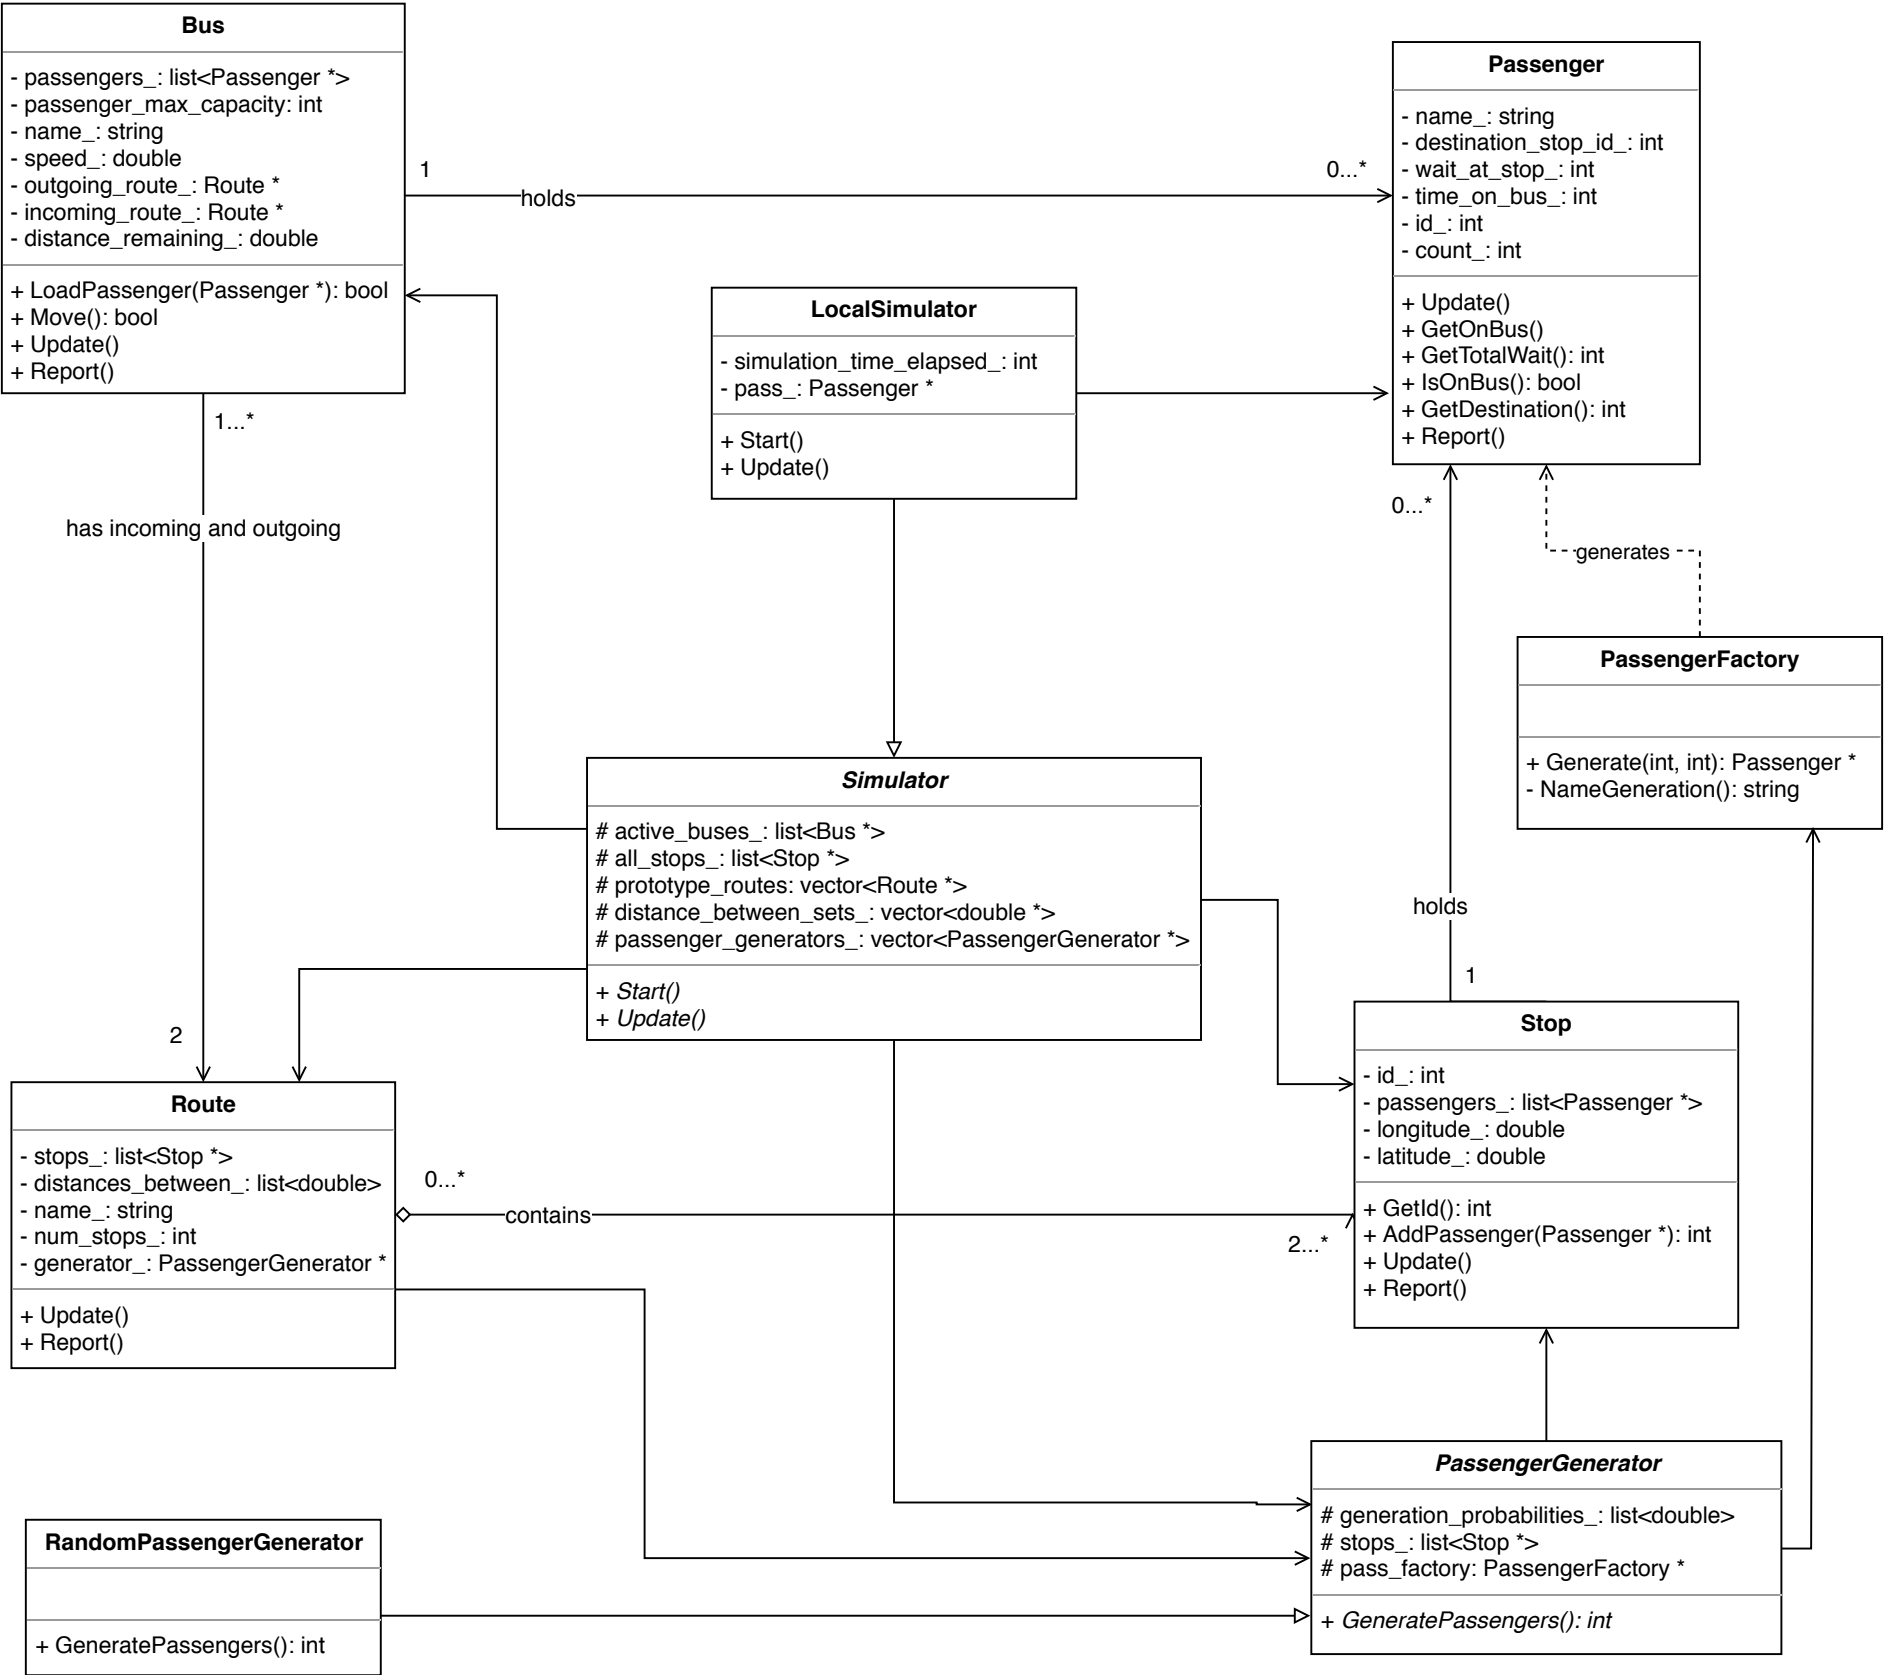 Bus
- passengers_: list<Passenger *>
- passenger_max_capacity: int
- name_: string
- speed_: double
- outgoing_route_: Route *
- incoming_route_: Route *
- distance_remaining_: double
+ LoadPassenger(Passenger *): bool
+ Move(): bool
+ Update()
+ Report()
1
holds
0...*
Passenger
- name_: string
- destination_stop_id_: int
- wait_at_stop_: int
- time_on_bus_: int
- id_: int
- count_: int
+ Update()
+ GetOnBus()
+ GetTotalWait(): int
+ IsOnBus(): bool
+ GetDestination(): int
+ Report()
LocalSimulator
- simulation_time_elapsed_: int
- pass_: Passenger *
+ Start()
+ Update()
1...*
has incoming and outgoing
2
0...*
generates
PassengerFactory
+ Generate(int, int): Passenger *
- NameGeneration(): string
Simulator
# active_buses_: list<Bus *>
# all_stops_: list<Stop *>
# prototype_routes: vector<Route *>
# distance_between_sets_: vector<double *>
# passenger_generators_: vector<PassengerGenerator *>
+ Start()
+ Update()
holds
1
Stop
- id_: int
- passengers_: list<Passenger *>
- longitude_: double
- latitude_: double
+ GetId(): int
+ AddPassenger(Passenger *): int
+ Update()
+ Report()
Route
- stops_: list<Stop *>
- distances_between_: list<double>
- name_: string
- num_stops_: int
- generator_: PassengerGenerator *
+ Update()
+ Report()
0...*
contains
2...*
PassengerGenerator
# generation_probabilities_: list<double>
# stops_: list<Stop *>
# pass_factory: PassengerFactory *
+ GeneratePassengers(): int
RandomPassengerGenerator
+ GeneratePassengers(): int